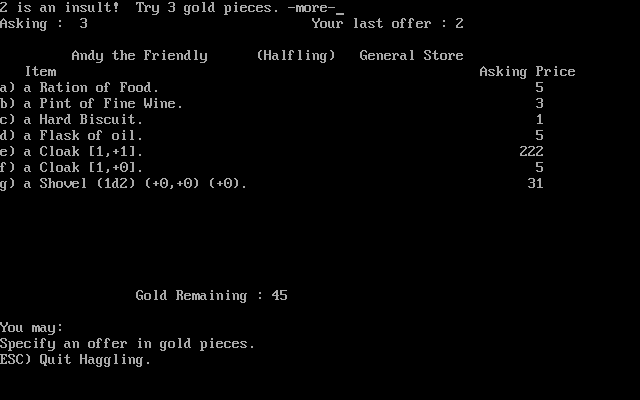 2 is an insult!  Try 3 gold pieces. -more-_
Asking :  3                            Your last offer : 2
Andy the Friendly      (Halfling)   General Store
Item                                                     Asking Price
a) a Ration of Food.                                               5
b) a Pint of Fine Wine.                                            3
c) a Hard Biscuit.                                                 1
d) a Flask of oil.                                                 5
e) a Cloak [1,+1].                                               222
f) a Cloak [1,+0].                                                 5
g) a Shovel (1d2) (+0,+0) (+0).                                   31
Gold Remaining : 45
You may:
Specify an offer in gold pieces.
ESC) Quit Haggling.